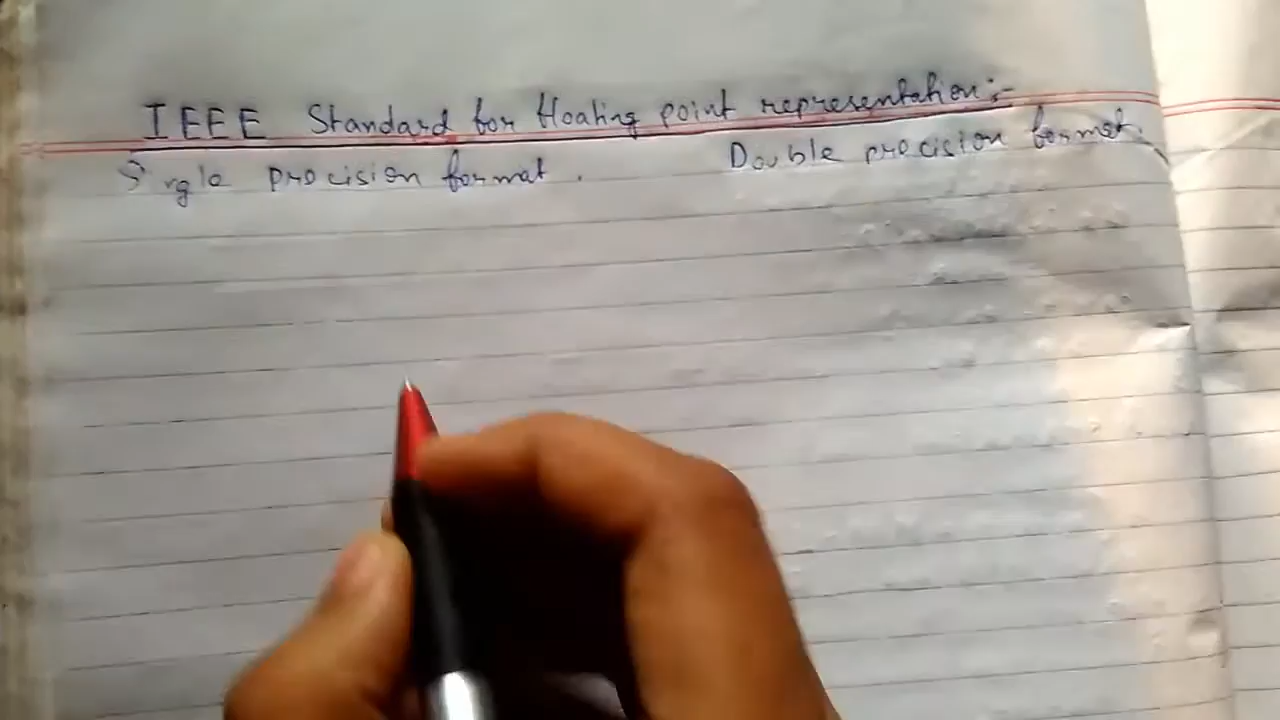 IEEE Standard for floating point representation:-
Single precision format. Double precision format.